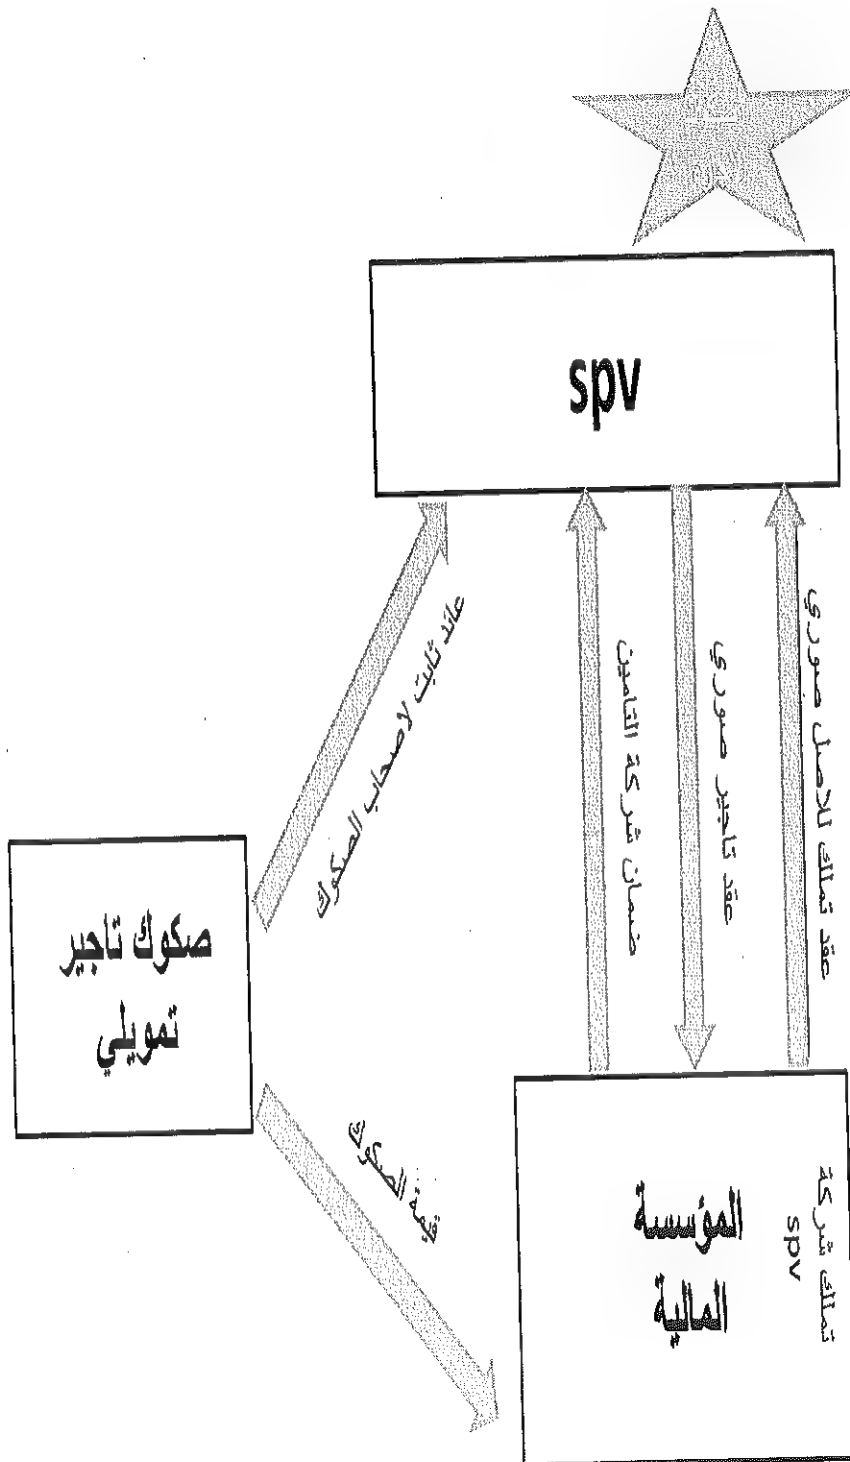 spv
عقد تملك للاصل صوري
عقد تاجير صوري
ضمان شركة التامين
عائد ثابت لاصحاب الصكوك
صكوك تاجير
تمويلي
قيمة الصكوك
تملك شركة
spv
المؤسسة
المالية